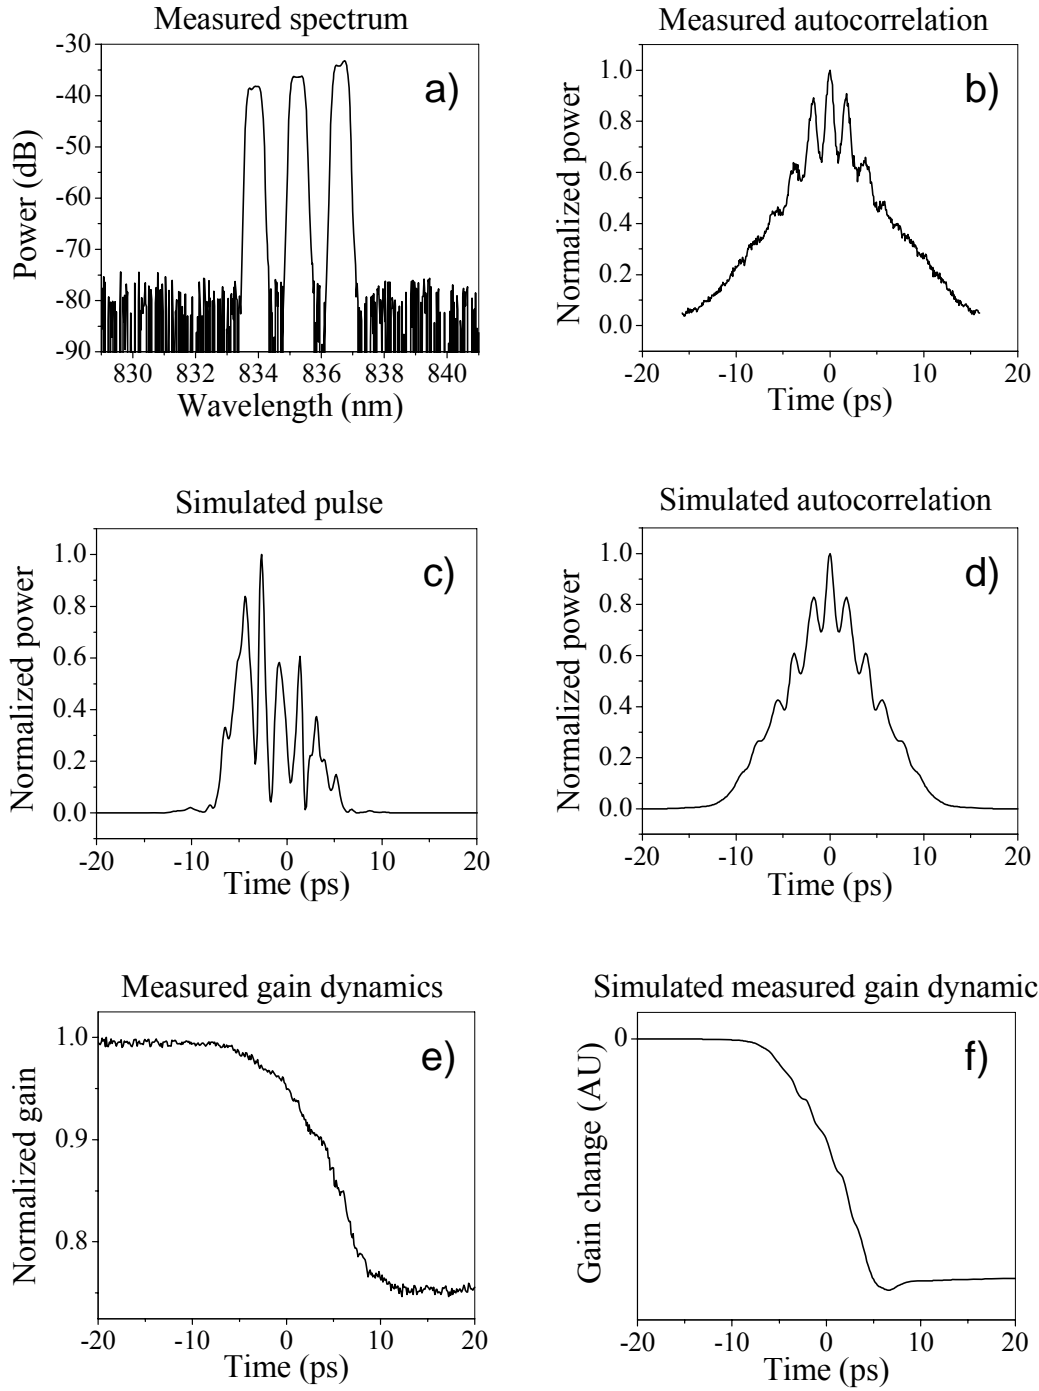 Measured spectrum
a)
Power (dB)
-30
-40
-50
-60
-70
-80
-90
830 832 834 836 838 840
Wavelength (nm)
Measured autocorrelation
b)
Normalized power
1.0
0.8
0.6
0.4
0.2
0.0
-20 -10 0 10 20
Time (ps)
Simulated pulse
c)
Normalized power
1.0
0.8
0.6
0.4
0.2
0.0
-20 -10 0 10 20
Time (ps)
Simulated autocorrelation
d)
Normalized power
1.0
0.8
0.6
0.4
0.2
0.0
-20 -10 0 10 20
Time (ps)
Measured gain dynamics
e)
Normalized gain
1.0
0.9
0.8
-20 -10 0 10 20
Time (ps)
Simulated measured gain dynamic
f)
Gain change (AU)
0
-20 -10 0 10 20
Time (ps)